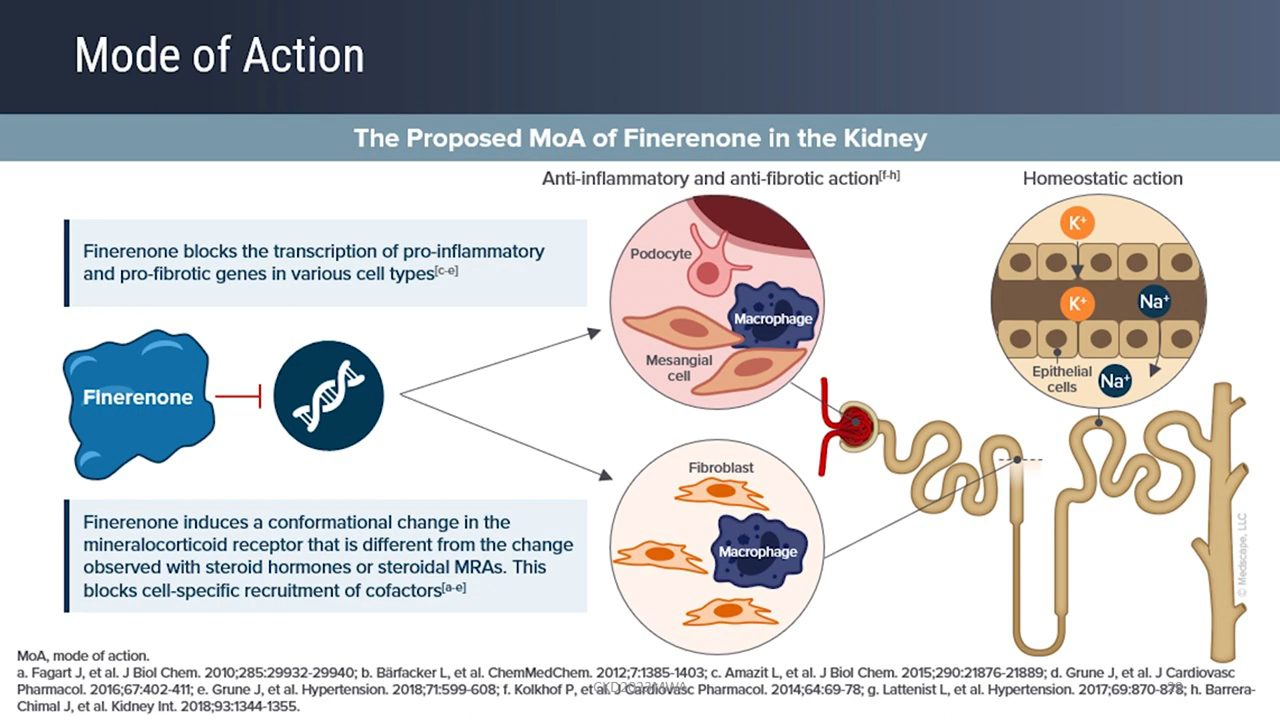 Mode of Action
The Proposed MoA of Finerenone in the Kidney
Anti-inflammatory and anti-fibrotic action[f-h]
Homeostatic action
Finerenone blocks the transcription of pro-inflammatory
and pro-fibrotic genes in various cell types[c-e]
Finerenone
Podocyte
Macrophage
Mesangial
cell
K+
K+
Na+
Epithelial
cells
Na+
Fibroblast
Macrophage
Finerenone induces a conformational change in the
mineralocorticoid receptor that is different from the change
observed with steroid hormones or steroidal MRAs. This
blocks cell-specific recruitment of cofactors[a-e]
© Medscape, LLC
MoA, mode of action.
a. Fagart J, et al. J Biol Chem. 2010;285:29932-29940; b. Bärfacker L, et al. ChemMedChem. 2012;7:1385-1403; c. Amazit L, et al. J Biol Chem. 2015;290:21876-21889; d. Grune J, et al. J Cardiovasc
Pharmacol. 2016;67:402-411; e. Grune J, et al. Hypertension. 2018;71:599-608; f. Kolkhof P, et al. J Cardiovasc Pharmacol. 2014;64:69-78; g. Lattenist L, et al. Hypertension. 2017;69:870-878; h. Barrera-
Chimal J, et al. Kidney Int. 2018;93:1344-1355.